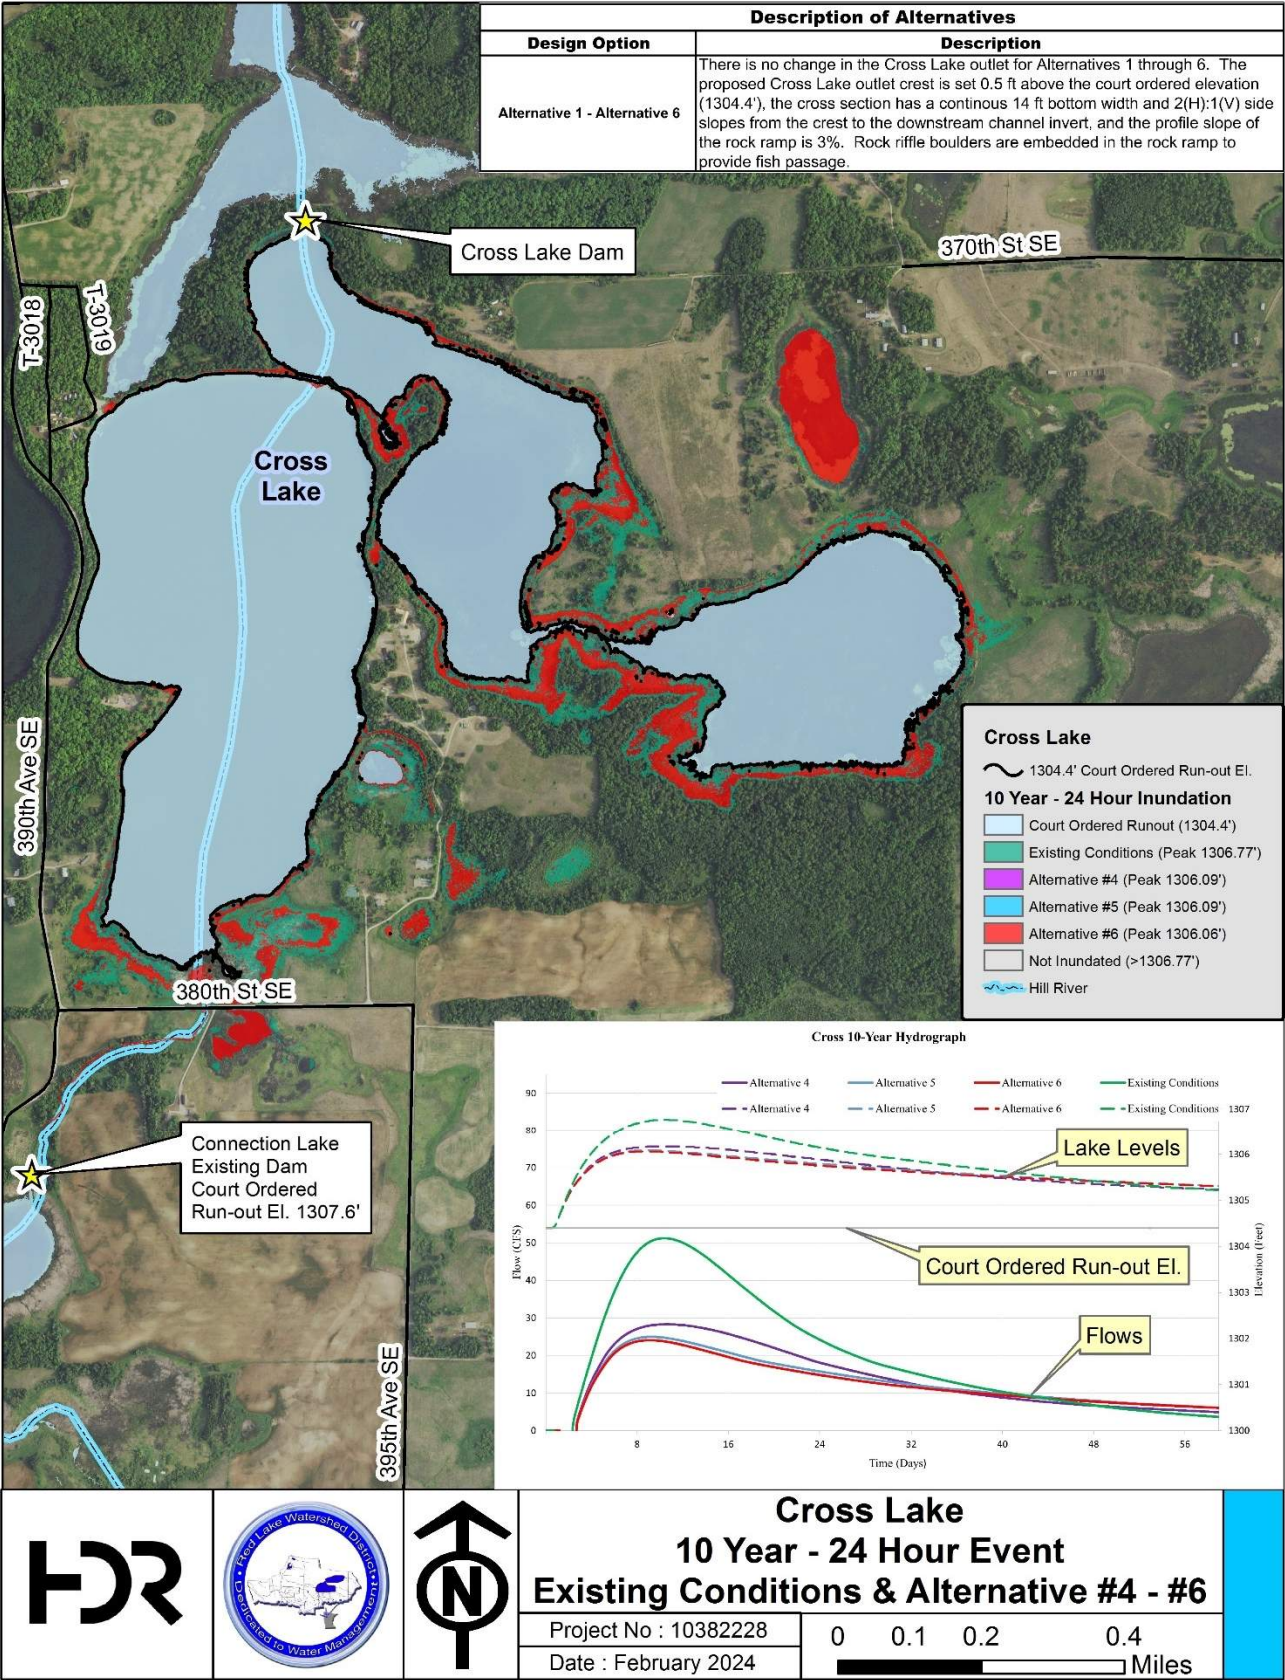 Description of Alternatives
Design Option
Description
Alternative 1 - Alternative 6
There is no change in the Cross Lake outlet for Alternatives 1 through 6. The
proposed Cross Lake outlet crest is set 0.5 ft above the court ordered elevation
(1304.4'), the cross section has a continous 14 ft bottom width and 2(H):1(V) side
slopes from the crest to the downstream channel invert, and the profile slope of
the rock ramp is 3%. Rock riffle boulders are embedded in the rock ramp to
provide fish passage.
Cross Lake Dam
370th St SE
T-3018
T-3019
Cross
Lake
390th Ave SE
380th St SE
Connection Lake
Existing Dam
Court Ordered
Run-out El. 1307.6'
395th Ave SE
Cross Lake
1304.4' Court Ordered Run-out El.
10 Year - 24 Hour Inundation
Court Ordered Runout (1304.4')
Existing Conditions (Peak 1306.77')
Alternative #4 (Peak 1306.09')
Alternative #5 (Peak 1306.09')
Alternative #6 (Peak 1306.06')
Not Inundated (>1306.77')
Hill River
Cross 10-Year Hydrograph
Alternative 4
Alternative 5
Alternative 6
Existing Conditions
Alternative 4
Alternative 5
Alternative 6
Existing Conditions
90
80
70
60
50
40
30
20
10
0
Flow (CFS)
1307
1306
1305
1304
1303
1302
1301
1300
Elevation (Feet)
Lake Levels
Court Ordered Run-out El.
Flows
8
16
24
32
40
48
56
Time (Days)
HDR
Red Lake Watershed District
Dedicated to Water Management
N
Cross Lake
10 Year - 24 Hour Event
Existing Conditions & Alternative #4 - #6
Project No : 10382228
Date : February 2024
0 0.1 0.2 0.4
Miles